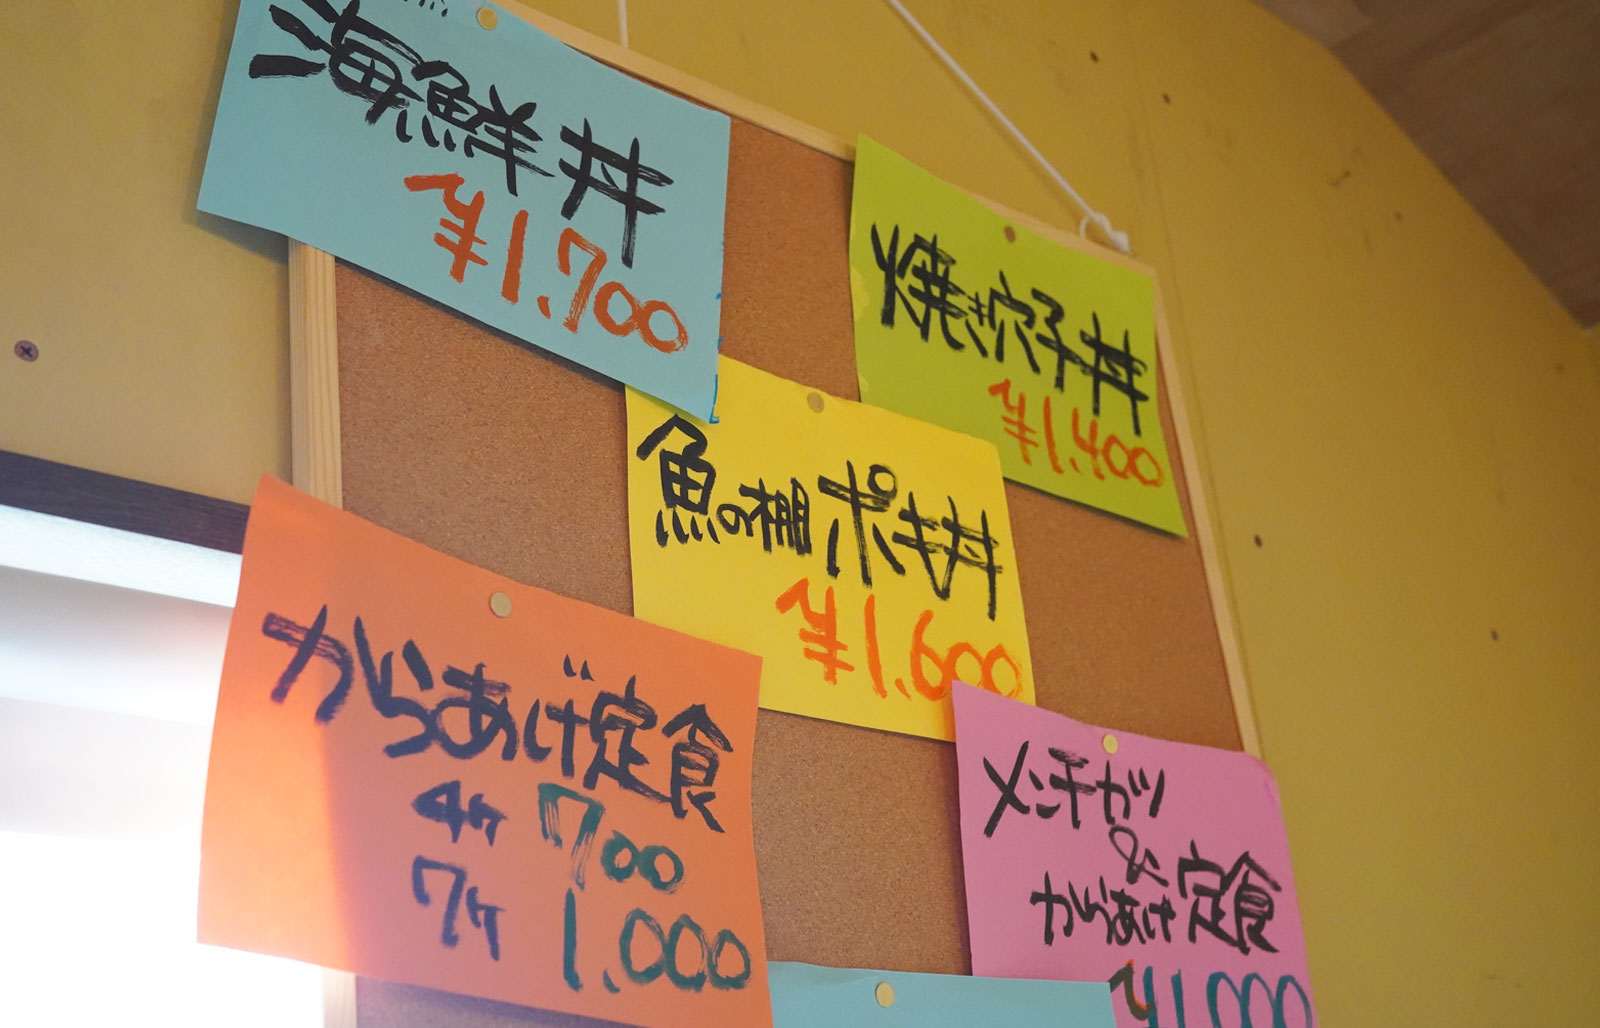 海鮮丼
¥1,700
焼き穴子丼
¥1,400
魚の棚ポキ丼
¥1,600
からあげ定食
4ヶ 700
7ヶ 1,000
メンチカツ
&
からあげ定食
¥1,000